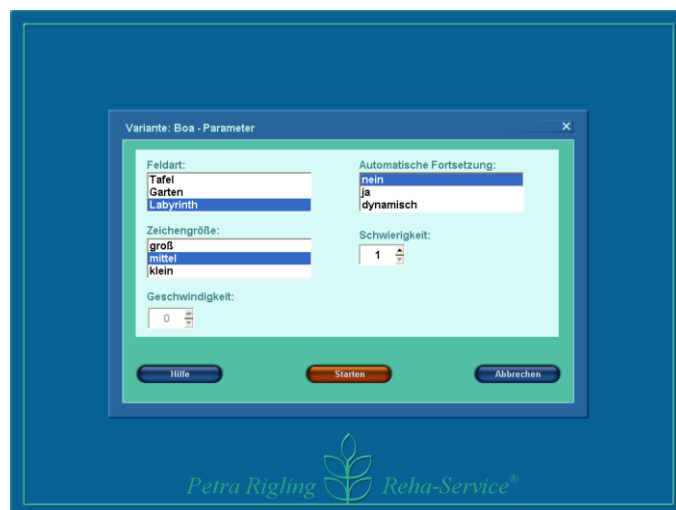 Variante: Boa - Parameter
Feldart:
Tafel
Garten
Labyrinth
Automatische Fortsetzung:
nein
ja
dynamisch
Zeichengröße:
groß
mittel
klein
Schwierigkeit:
1
Geschwindigkeit:
0
Hilfe
Starten
Abbrechen
Petra Rigling Reha-Service®